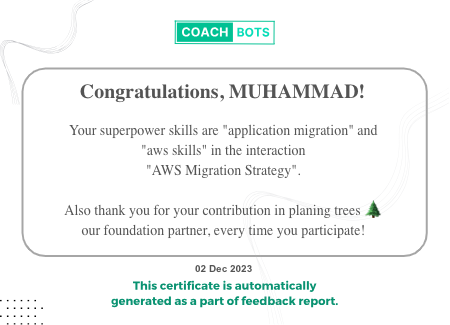 COACH BOTS
Congratulations, MUHAMMAD!
Your superpower skills are "application migration" and
"aws skills" in the interaction
"AWS Migration Strategy".
Also thank you for your contribution in planing trees 🌲
our foundation partner, every time you participate!
02 Dec 2023
This certificate is automatically
generated as a part of feedback report.